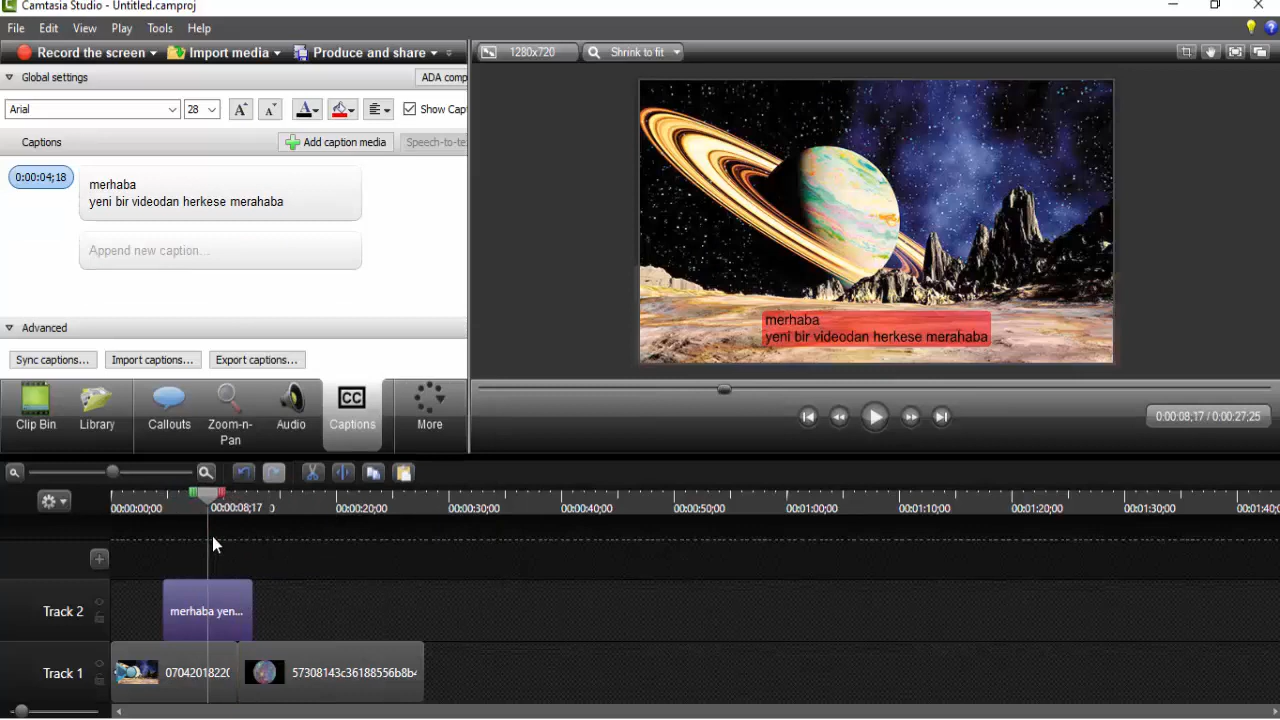 Camtasia Studio - Untitled.camproj
File Edit View Play Tools Help
Record the screen Import media Produce and share
1280x720 Shrink to fit
Global settings ADA comp
Arial 28 Show Capt
Captions Add caption media Speech-to-te
0:00:04;18
merhaba
yeni bir videodan herkese merahaba
Append new caption...
merhaba
yeni bir videodan herkese merahaba
Advanced
Sync captions... Import captions... Export captions...
Clip Bin Library Callouts Zoom-n-Pan Audio CC Captions More
0:00:08;17 / 0:00:27;25
00:00:00;00 00:00:08;17 00:00:20;00 00:00:30;00 00:00:40;00 00:00:50;00 00:01:00;00 00:01:10;00 00:01:20;00 00:01:30;00 00:01:40;0
Track 2 merhaba yen...
Track 1 0704201822 57308143c36188556b8b4